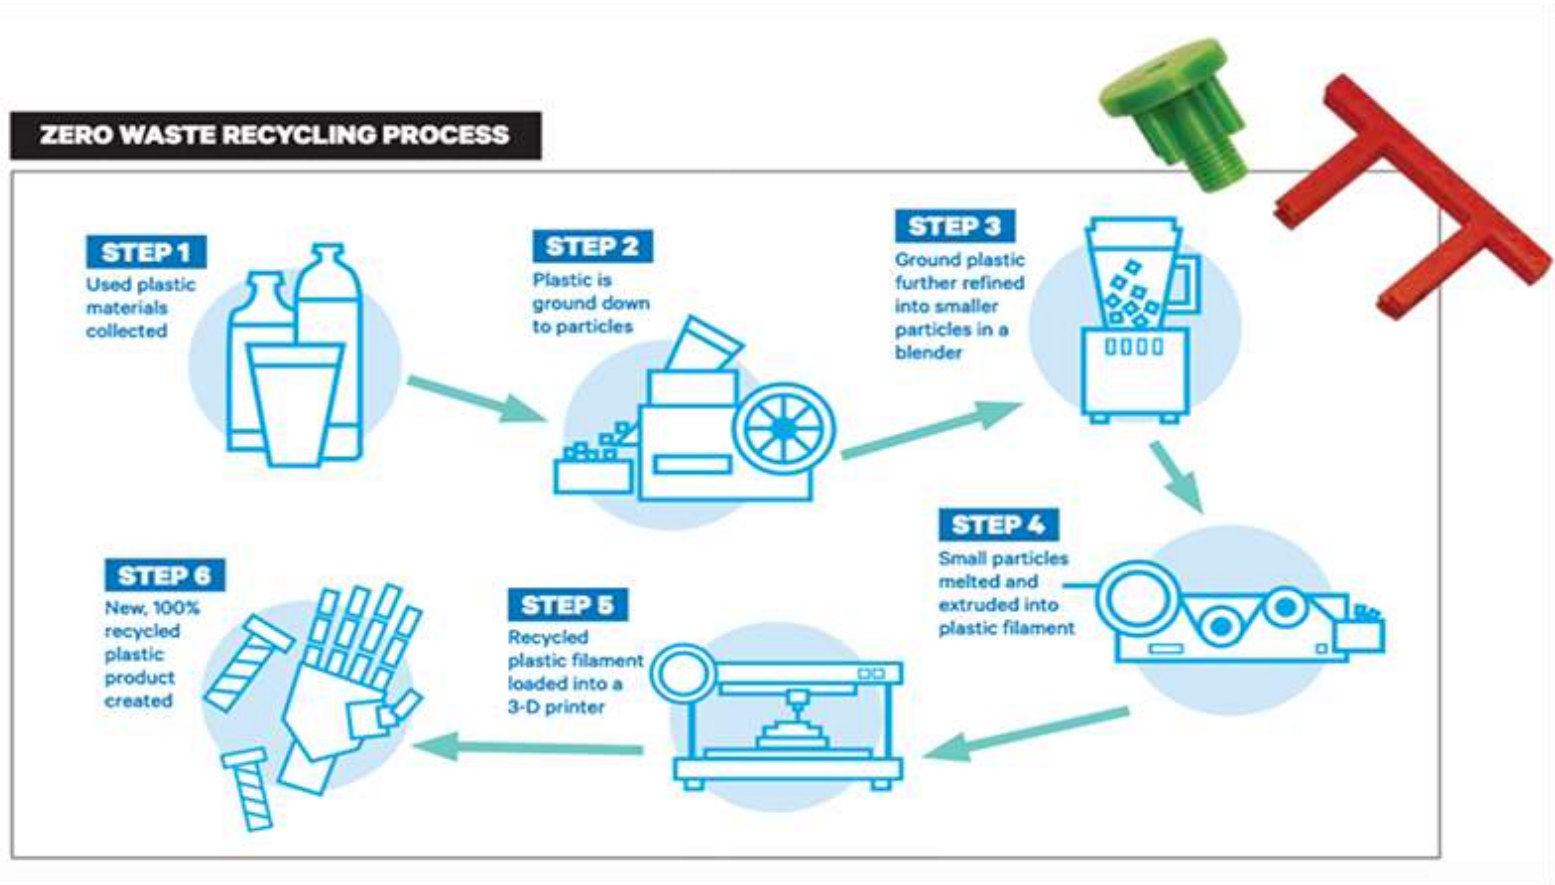 ZERO WASTE RECYCLING PROCESS
STEP 1
Used plastic
materials
collected
STEP 2
Plastic is
ground down
to particles
STEP 3
Ground plastic
further refined
into smaller
particles in a
blender
STEP 4
Small particles
melted and
extruded into
plastic filament
STEP 5
Recycled
plastic filament
loaded into a
3-D printer
STEP 6
New, 100%
recycled
plastic
product
created